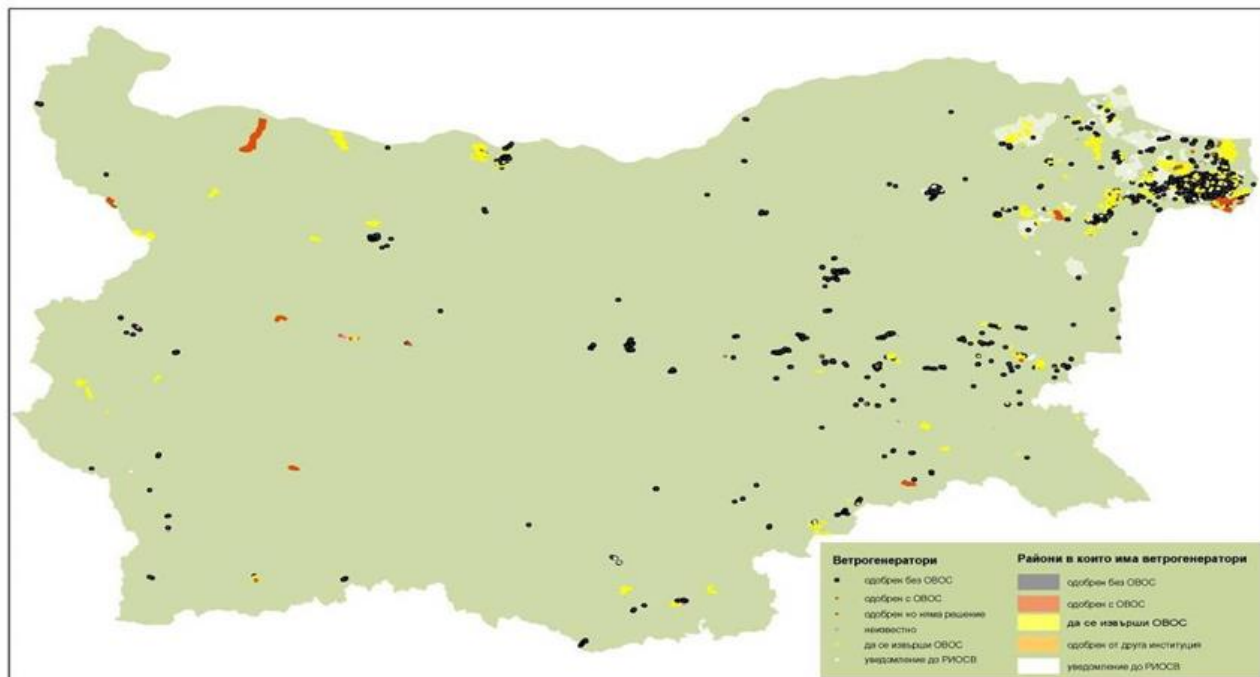 Ветрогенератори
одобрен без ОВОС
одобрен с ОВОС
одобрен но няма решение
неизвестно
да се извърши ОВОС
уведомление до РИОСВ
Райони в които има ветрогенератори
одобрен без ОВОС
одобрен с ОВОС
да се извърши ОВОС
одобрен от друга институция
уведомление до РИОСВ